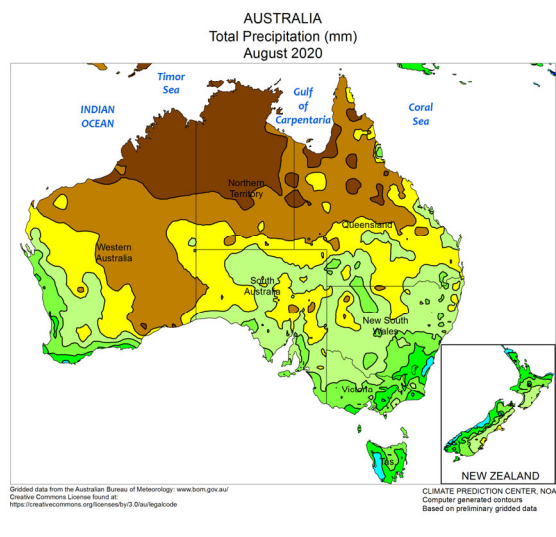 AUSTRALIA
Total Precipitation (mm)
August 2020
Timor
Sea
INDIAN
OCEAN
Gulf
of
Carpentaria
Coral
Sea
Northern
Territory
Queensland
Western
Australia
South
Australia
New South
Wales
Victoria
Tas.
NEW ZEALAND
Gridded data from the Australian Bureau of Meteorology: www.bom.gov.au/
Creative Commons License found at:
https://creativecommons.org/licenses/by/3.0/au/legalcode
CLIMATE PREDICTION CENTER, NOA
Computer generated contours
Based on preliminary gridded data